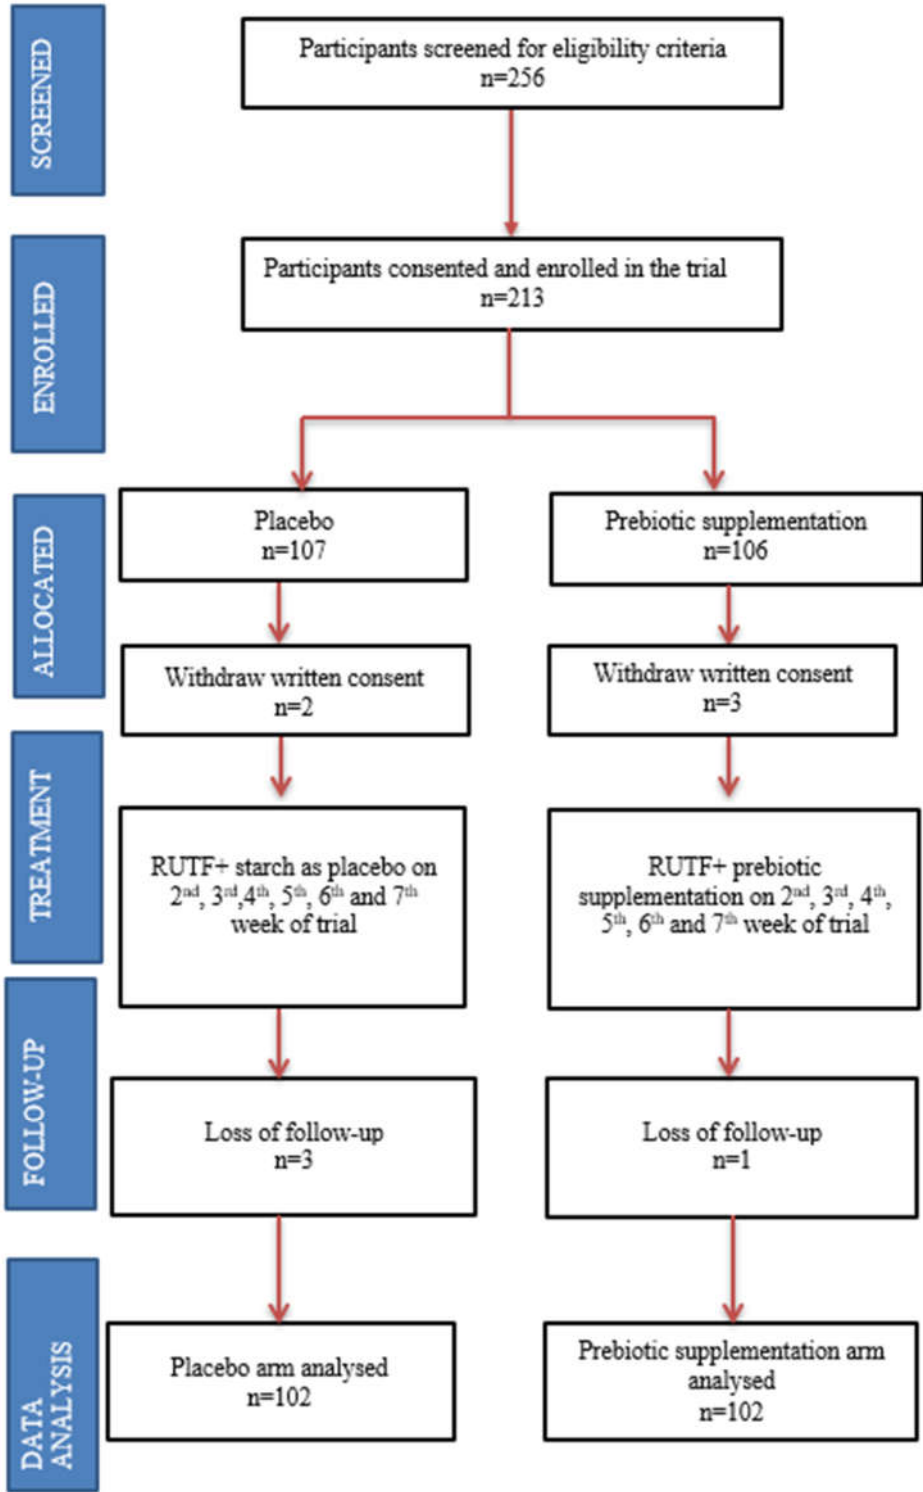 SCREENED
Participants screened for eligibility criteria
n=256
ENROLLED
Participants consented and enrolled in the trial
n=213
ALLOCATED
Placebo
n=107
Prebiotic supplementation
n=106
Withdraw written consent
n=2
Withdraw written consent
n=3
TREATMENT
RUTF+ starch as placebo on
2nd, 3rd,4th, 5th, 6th and 7th
week of trial
RUTF+ prebiotic
supplementation on 2nd, 3rd, 4th,
5th, 6th and 7th week of trial
FOLLOW-UP
Loss of follow-up
n=3
Loss of follow-up
n=1
DATA
ANALYSIS
Placebo arm analysed
n=102
Prebiotic supplementation arm
analysed
n=102